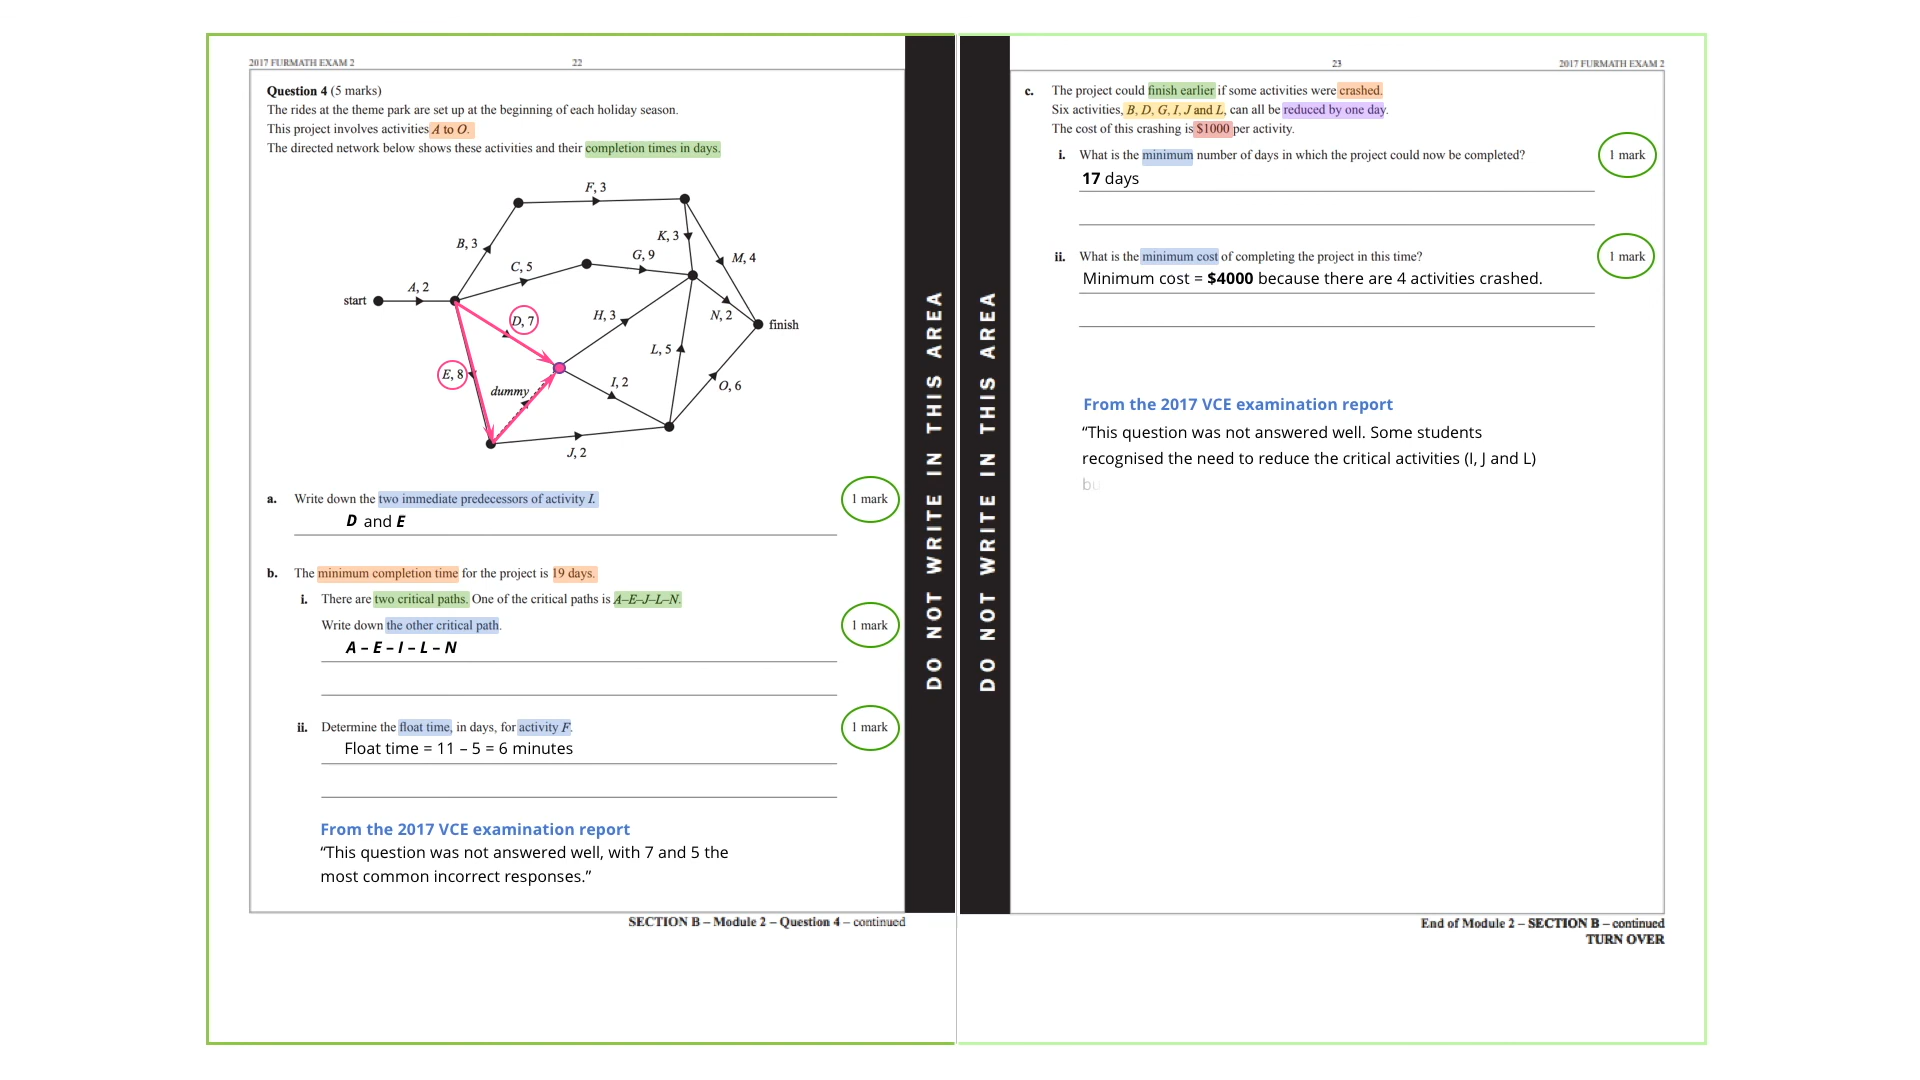 2017 FURMATH EXAM 2
22
Question 4 (5 marks)
The rides at the theme park are set up at the beginning of each holiday season.
This project involves activities A to O.
The directed network below shows these activities and their completion times in days.
F, 3
B, 3
K, 3
G, 9
M, 4
C, 5
A, 2
start
D, 7
H, 3
N, 2
finish
L, 5
E, 8
dummy
I, 2
O, 6
J, 2
a. Write down the two immediate predecessors of activity I.
1 mark
D and E
b. The minimum completion time for the project is 19 days.
i. There are two critical paths. One of the critical paths is A–E–J–L–N.
Write down the other critical path.
1 mark
A – E – I – L – N
ii. Determine the float time, in days, for activity F.
1 mark
Float time = 11 – 5 = 6 minutes
From the 2017 VCE examination report
“This question was not answered well, with 7 and 5 the
most common incorrect responses.”
SECTION B – Module 2 – Question 4 – continued
DO NOT WRITE IN THIS AREA
DO NOT WRITE IN THIS AREA
23
2017 FURMATH EXAM 2
c. The project could finish earlier if some activities were crashed.
Six activities, B, D, G, I, J and L, can all be reduced by one day.
The cost of this crashing is $1000 per activity.
i. What is the minimum number of days in which the project could now be completed?
1 mark
17 days
ii. What is the minimum cost of completing the project in this time?
1 mark
Minimum cost = $4000 because there are 4 activities crashed.
From the 2017 VCE examination report
“This question was not answered well. Some students
recognised the need to reduce the critical activities (I, J and L)
bu
End of Module 2 – SECTION B – continued
TURN OVER